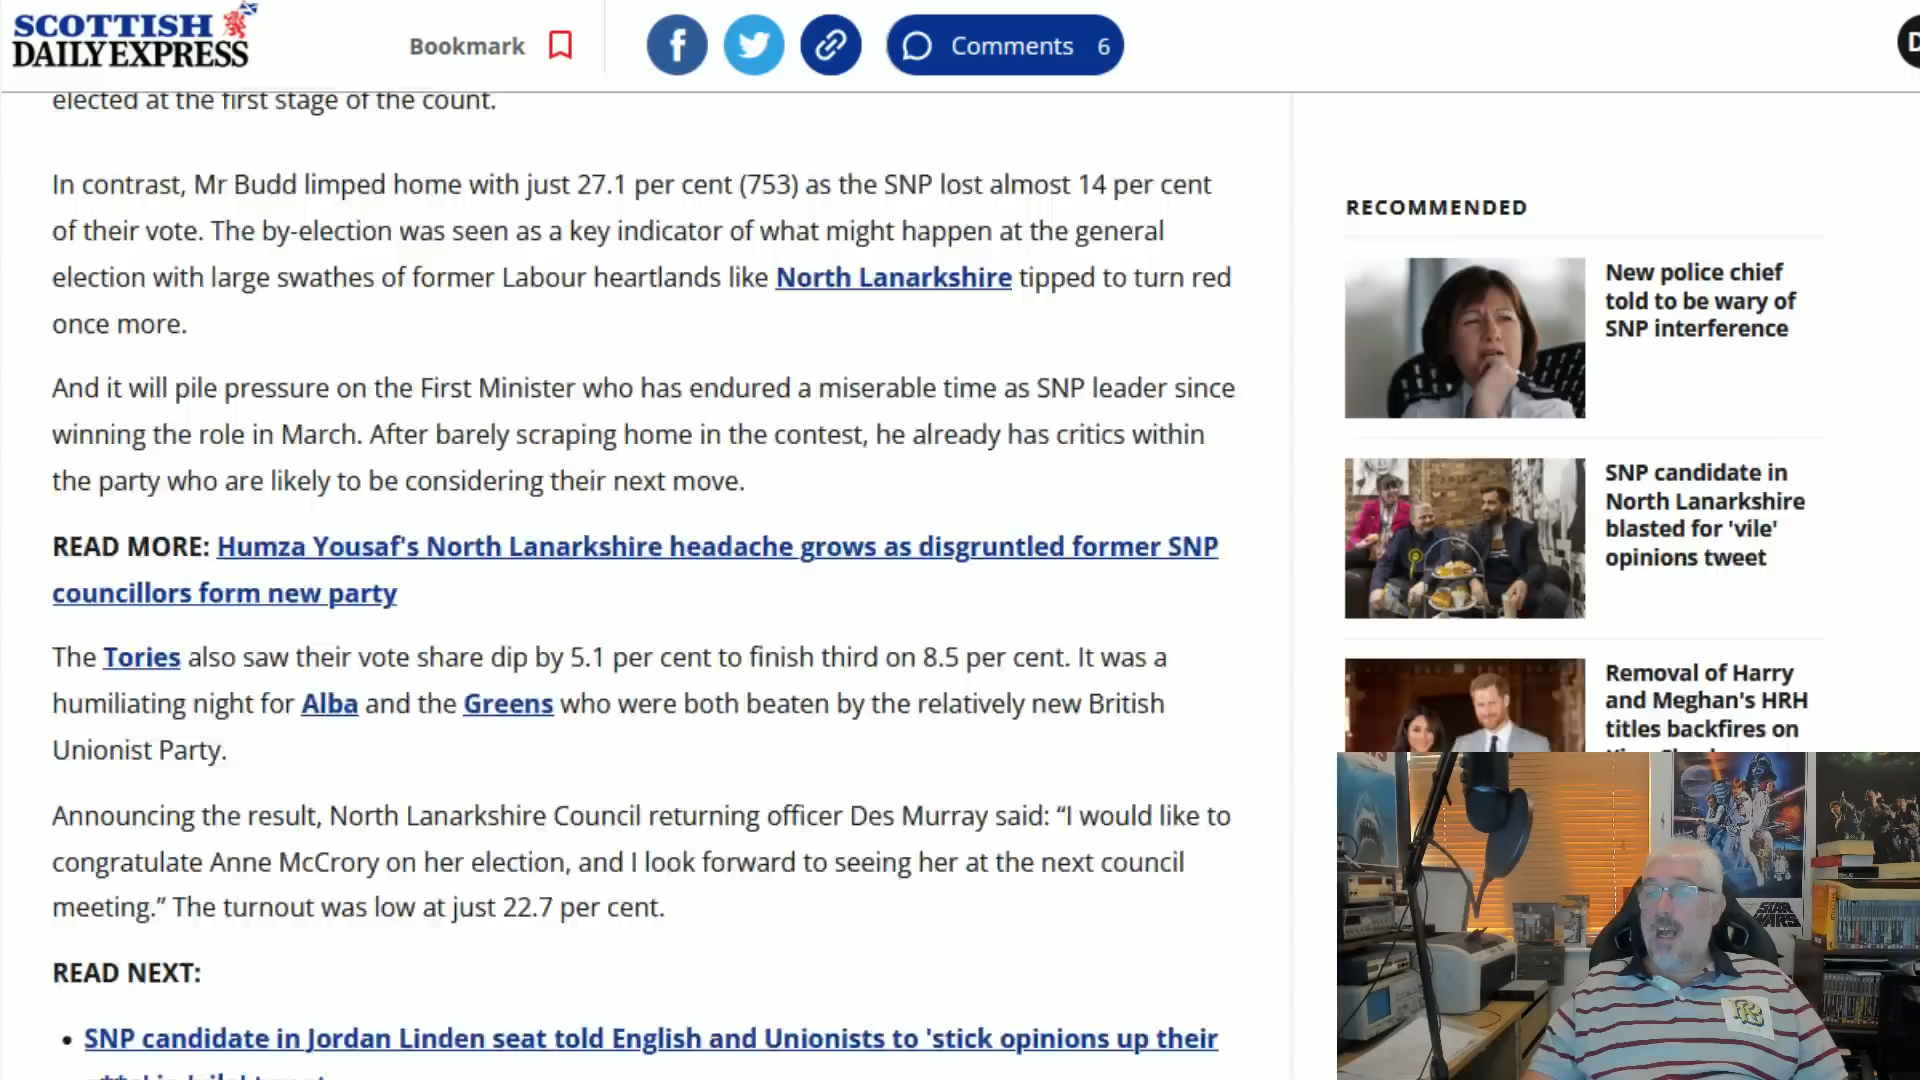 SCOTTISH
DAILY EXPRESS
Bookmark
Comments 6
elected at the first stage of the count.
In contrast, Mr Budd limped home with just 27.1 per cent (753) as the SNP lost almost 14 per cent
of their vote. The by-election was seen as a key indicator of what might happen at the general
election with large swathes of former Labour heartlands like North Lanarkshire tipped to turn red
once more.
And it will pile pressure on the First Minister who has endured a miserable time as SNP leader since
winning the role in March. After barely scraping home in the contest, he already has critics within
the party who are likely to be considering their next move.
READ MORE: Humza Yousaf's North Lanarkshire headache grows as disgruntled former SNP
councillors form new party
The Tories also saw their vote share dip by 5.1 per cent to finish third on 8.5 per cent. It was a
humiliating night for Alba and the Greens who were both beaten by the relatively new British
Unionist Party.
Announcing the result, North Lanarkshire Council returning officer Des Murray said: “I would like to
congratulate Anne McCrory on her election, and I look forward to seeing her at the next council
meeting.” The turnout was low at just 22.7 per cent.
READ NEXT:
• SNP candidate in Jordan Linden seat told English and Unionists to 'stick opinions up their
RECOMMENDED
New police chief
told to be wary of
SNP interference
SNP candidate in
North Lanarkshire
blasted for 'vile'
opinions tweet
Removal of Harry
and Meghan's HRH
titles backfires on
STAR
WARS